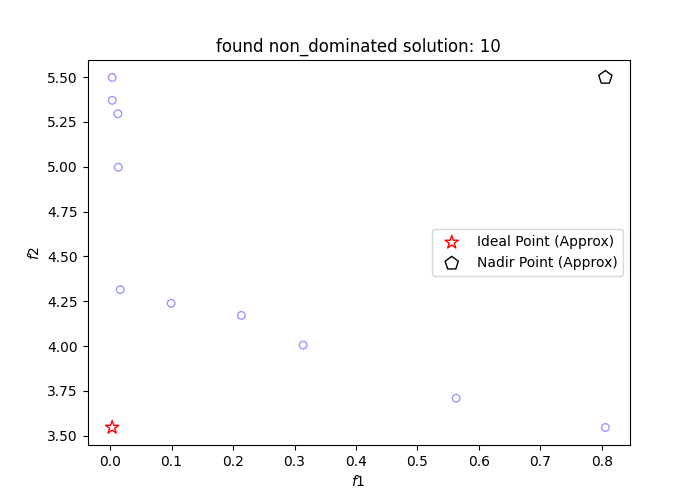 found non_dominated solution: 10
5.50
5.25
5.00
4.75
4.50
4.25
4.00
3.75
3.50
f2
Ideal Point (Approx)
Nadir Point (Approx)
0.0 0.1 0.2 0.3 0.4 0.5 0.6 0.7 0.8
f1